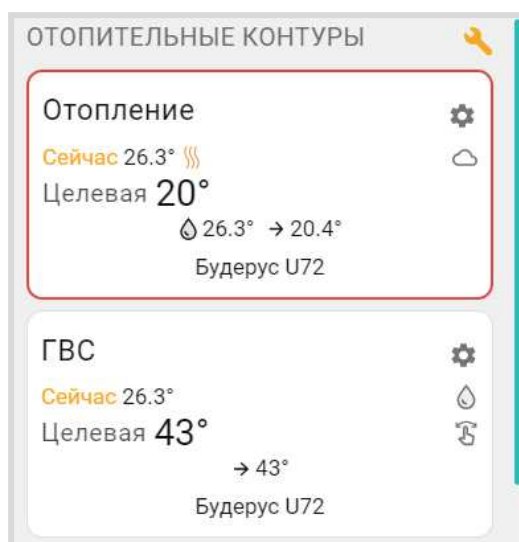 ОТОПИТЕЛЬНЫЕ КОНТУРЫ
Отопление
Сейчас 26.3°
Целевая 20°
26.3° → 20.4°
Будерус U72
ГВС
Сейчас 26.3°
Целевая 43°
→ 43°
Будерус U72